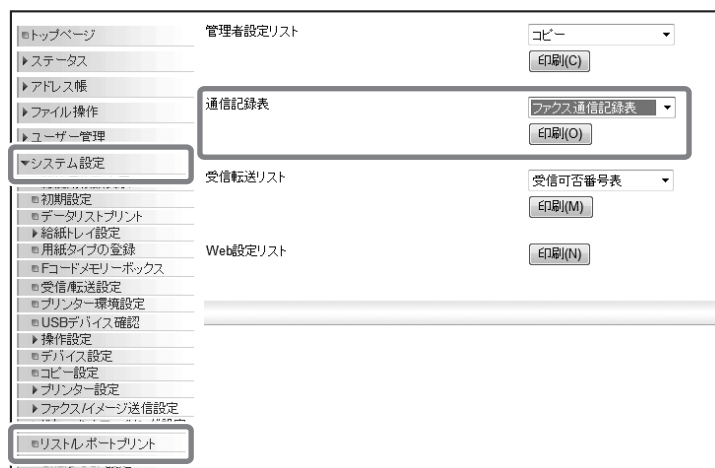 トップページ
ステータス
アドレス帳
ファイル操作
ユーザー管理
システム設定
初期設定
データリストプリント
給紙トレイ設定
用紙タイプの登録
Fコードメモリーボックス
受信/転送設定
プリンター環境設定
USBデバイス確認
操作設定
デバイス設定
コピー設定
プリンター設定
ファクス/イメージ送信設定
リスト/レポートプリント
管理者設定リスト
コピー
印刷(C)
通信記録表
ファクス通信記録表
印刷(O)
受信転送リスト
受信可否番号表
印刷(M)
Web設定リスト
印刷(N)